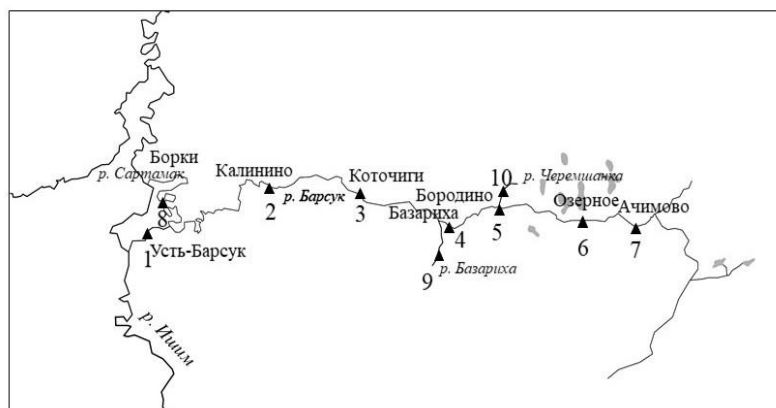 Борки
р. Сартамак
Калинино
Коточиги
10
р. Черемшанка
8
2
р. Барсук
3
Бородино
Озерное
Ачимово
Базариха
5
4
6
7
1
Усть-Барсук
9
р. Базариха
р. Ишим